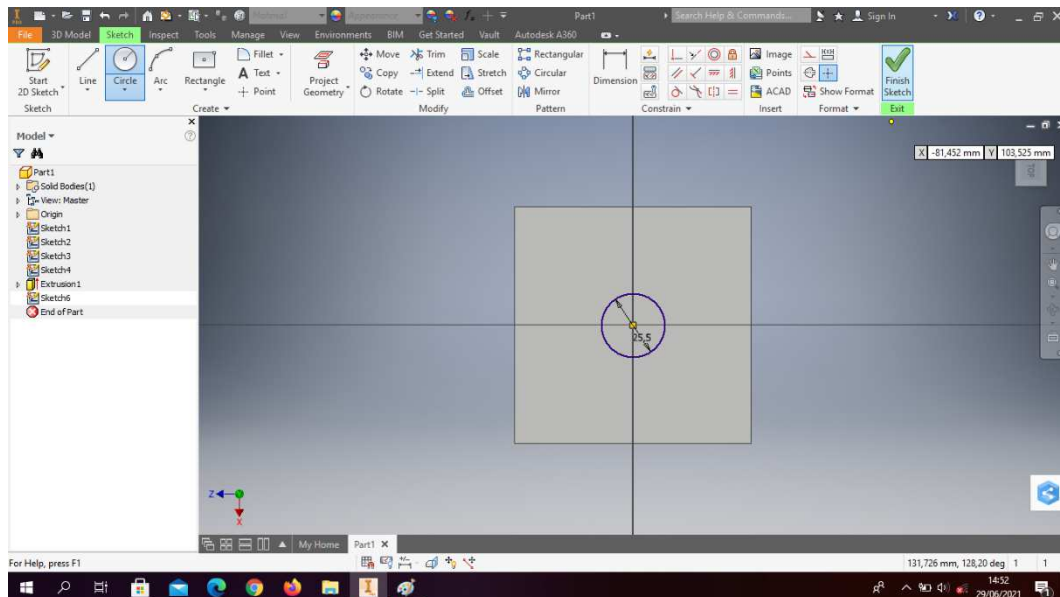 Material
Appearance
Part1
Search Help & Commands...
Sign In
PRO
File 3D Model Sketch Inspect Tools Manage View Environments BIM Get Started Vault Autodesk A360
Start
2D Sketch
Line
Circle
Arc
Rectangle
Fillet
Text
Point
Project
Geometry
Move Trim Scale
Copy Extend Stretch
Rotate Split Offset
Rectangular
Circular
Mirror
Dimension
Image
Points
ACAD
Show Format
Finish
Sketch
Sketch Create Modify Pattern Constrain Insert Format Exit
Model
Part1
Solid Bodies(1)
View: Master
Origin
Sketch1
Sketch2
Sketch3
Sketch4
Extrusion1
Sketch6
End of Part
X -81,452 mm Y 103,525 mm
TOP
25,5
Z
X
My Home Part1
For Help, press F1
131,726 mm, 128,20 deg 1 1
14:52
29/06/2021